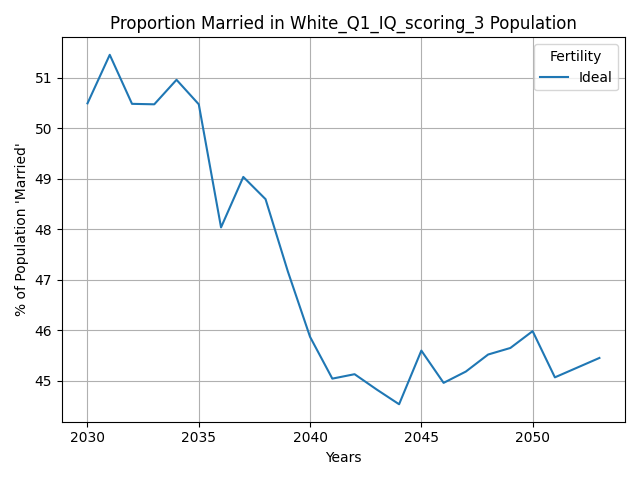 Proportion Married in White_Q1_IQ_scoring_3 Population
Fertility
Ideal
% of Population 'Married'
51
50
49
48
47
46
45
2030 2035 2040 2045 2050
Years